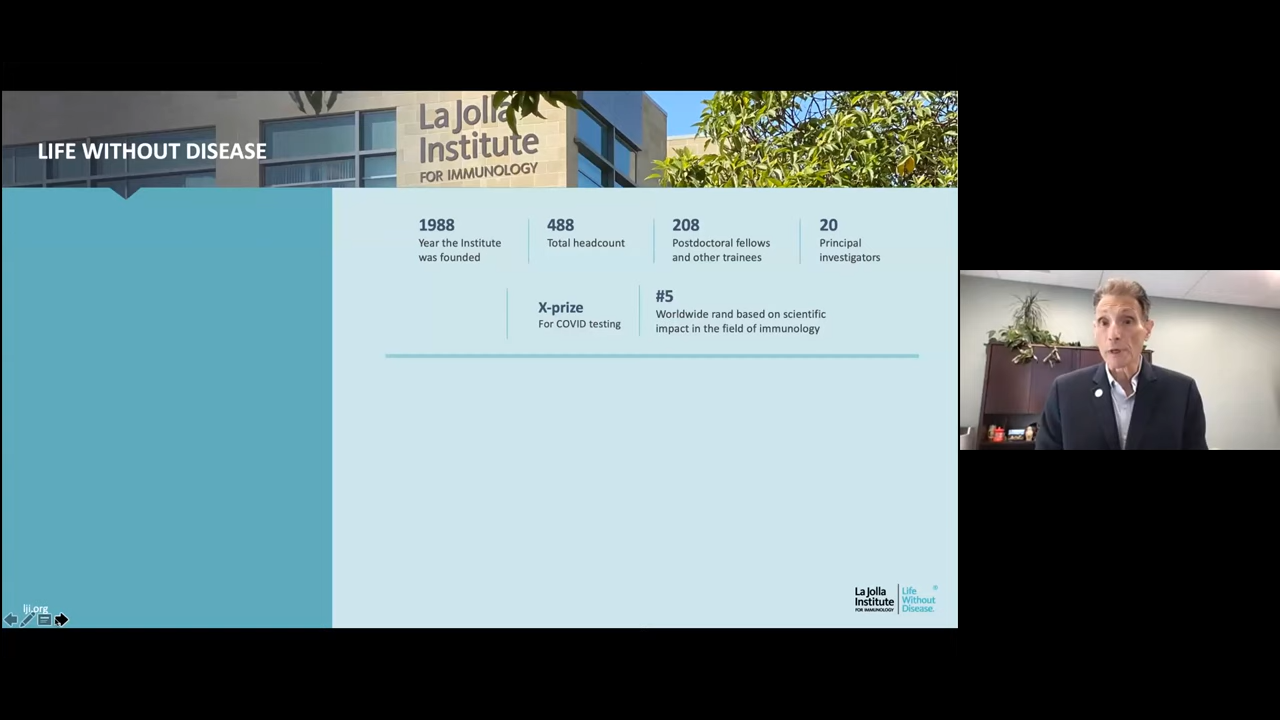 La Jolla
Institute
FOR IMMUNOLOGY
LIFE WITHOUT DISEASE
1988
Year the Institute
was founded
488
Total headcount
208
Postdoctoral fellows
and other trainees
20
Principal
investigators
X-prize
For COVID testing
#5
Worldwide rand based on scientific
impact in the field of immunology
lji.org
La Jolla
Institute
FOR IMMUNOLOGY
Life
Without
Disease.
®